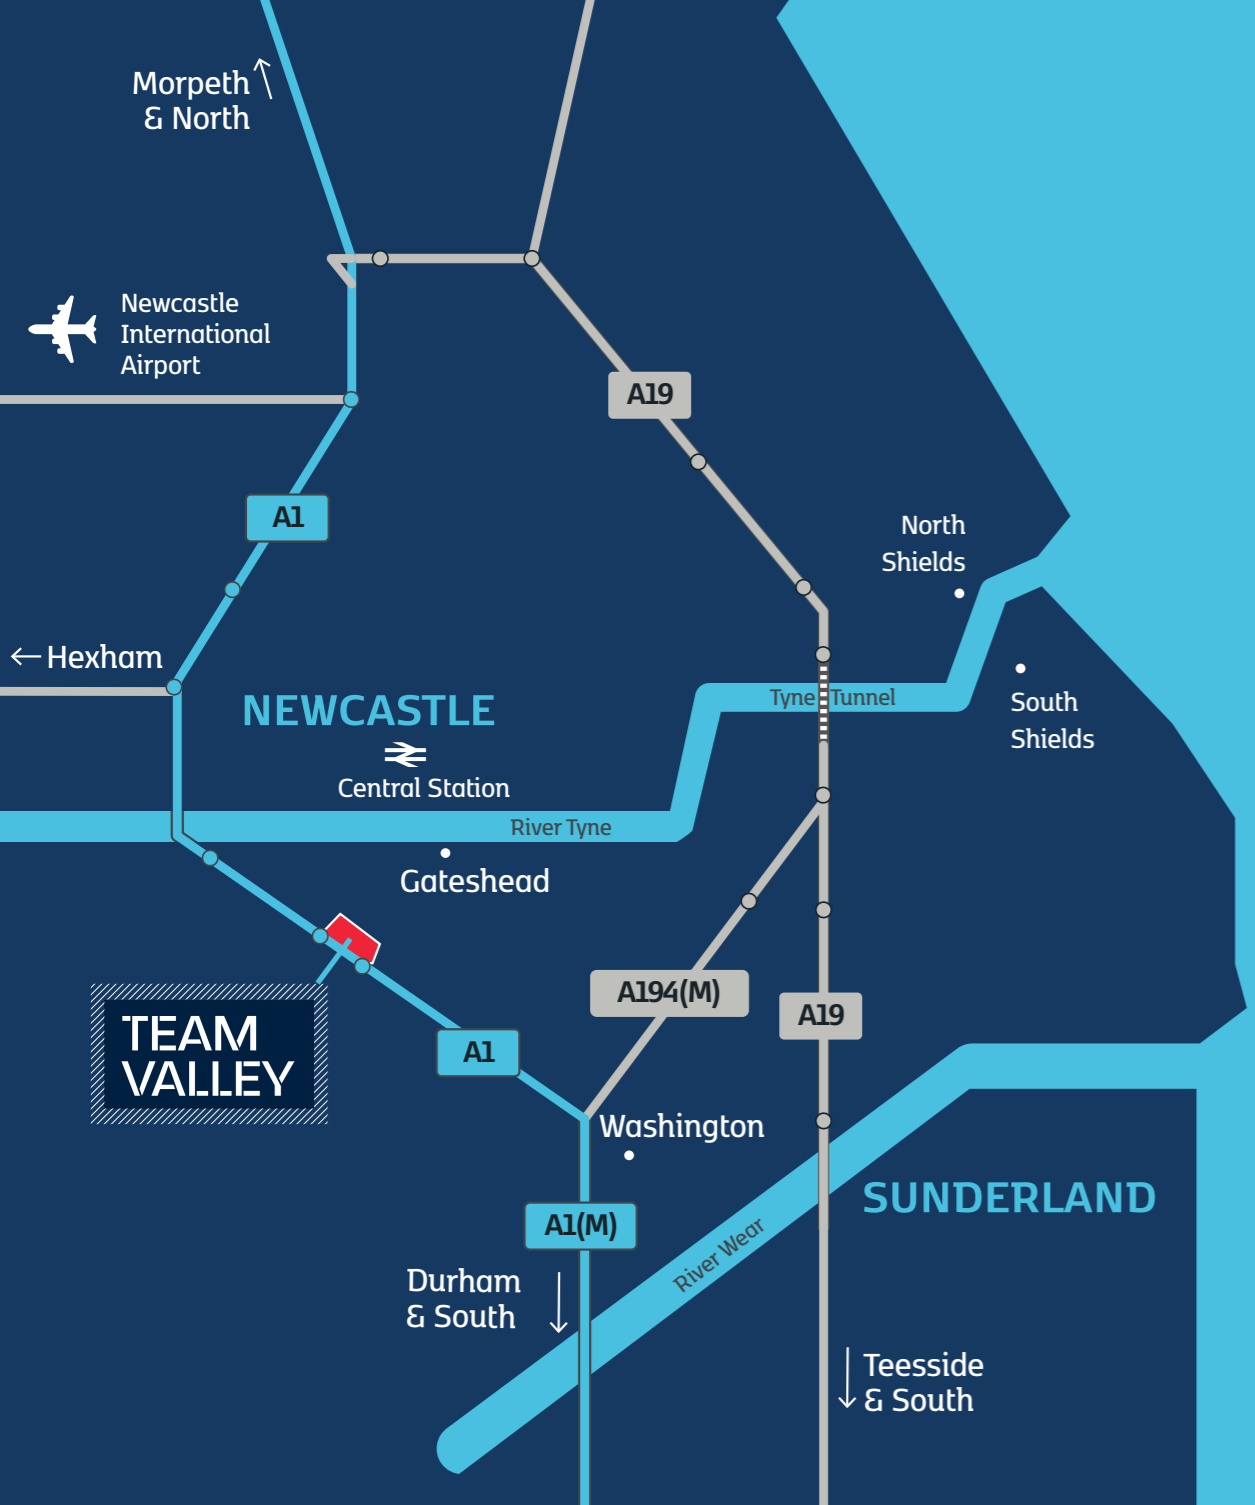 Morpeth
& North
Newcastle
International
Airport
A19
A1
North
Shields
Hexham
NEWCASTLE
Tyne Tunnel
South
Shields
Central Station
River Tyne
Gateshead
A194(M)
A19
TEAM
VALLEY
A1
Washington
SUNDERLAND
A1(M)
River Wear
Durham
& South
Teesside
& South